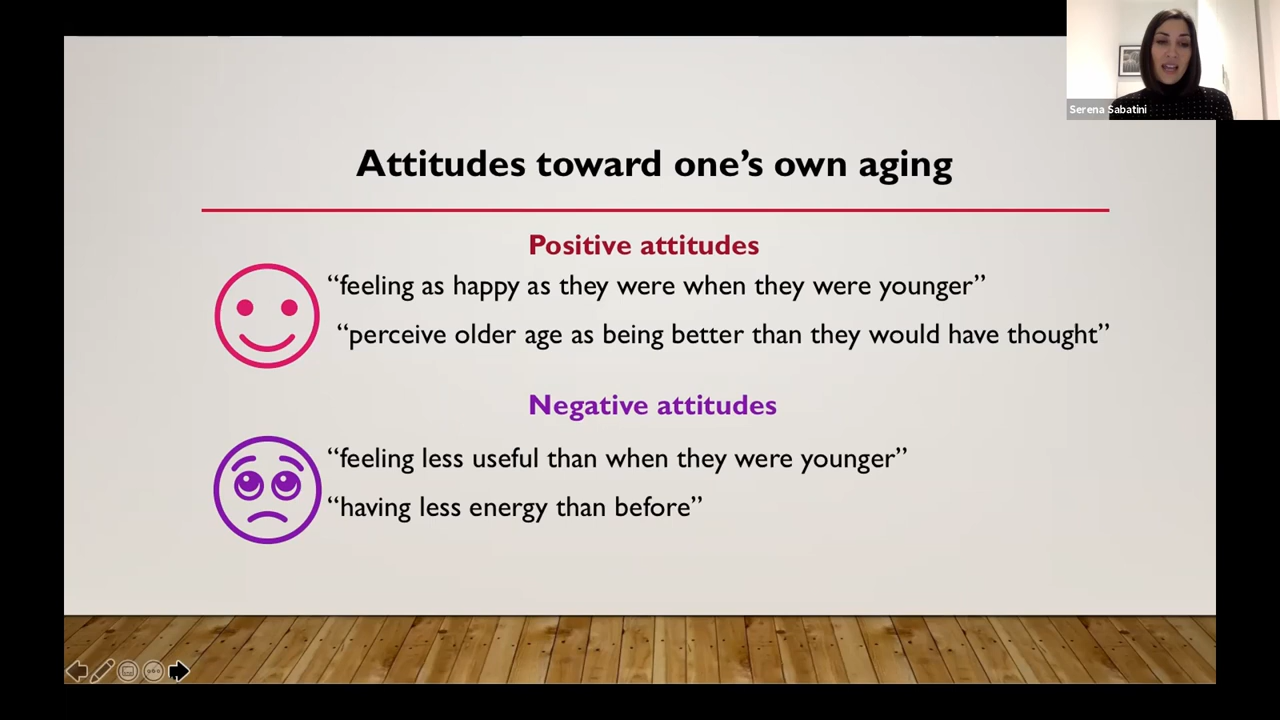 Serena Sabatini
Attitudes toward one’s own aging
Positive attitudes
“feeling as happy as they were when they were younger”
“perceive older age as being better than they would have thought”
Negative attitudes
“feeling less useful than when they were younger”
“having less energy than before”